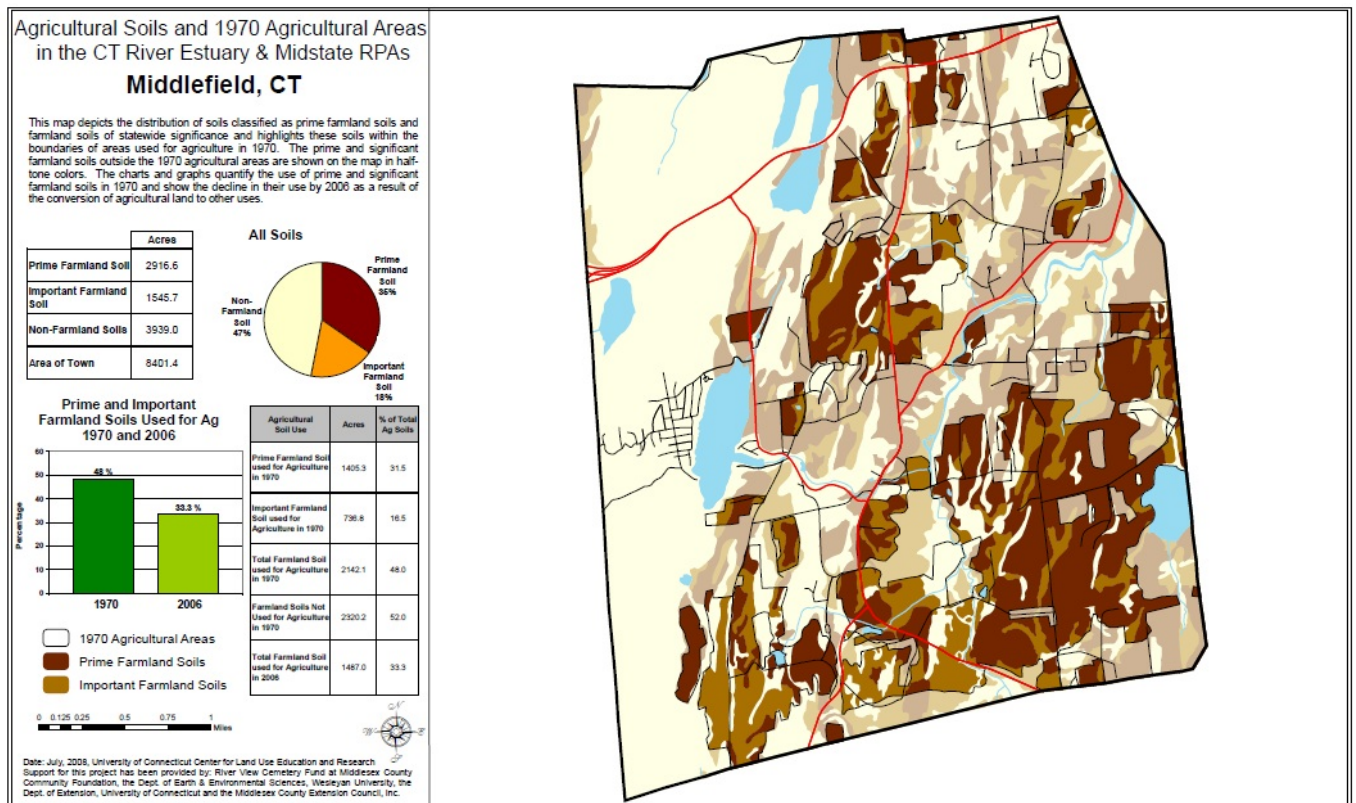 Agricultural Soils and 1970 Agricultural Areas
in the CT River Estuary & Midstate RPAs
Middlefield, CT
This map depicts the distribution of soils classified as prime farmland soils and
farmland soils of statewide significance and highlights these soils within the
boundaries of areas used for agriculture in 1970. The prime and significant
farmland soils outside the 1970 agricultural areas are shown on the map in half-
tone colors. The charts and graphs quantify the use of prime and significant
farmland soils in 1970 and show the decline in their use by 2006 as a result of
the conversion of agricultural land to other uses.
Acres
Prime Farmland Soil 2916.6
Important Farmland
Soil 1545.7
Non-Farmland Soils 3939.0
Area of Town 8401.4
All Soils
Prime
Farmland
Soil
35%
Non-
Farmland
Soil
47%
Important
Farmland
Soil
18%
Prime and Important
Farmland Soils Used for Ag
1970 and 2006
Percentage
60
50
40
30
20
10
0
48 %
33.3 %
1970 2006
Agricultural
Soil Use
Acres
% of Total
Ag Soils
Prime Farmland Soil
used for Agriculture
in 1970
1405.3 31.5
Important Farmland
Soil used for
Agriculture in 1970
736.8 16.5
Total Farmland Soil
used for Agriculture
in 1970
2142.1 48.0
Farmland Soils Not
Used for Agriculture
in 1970
2320.2 52.0
Total Farmland Soil
used for Agriculture
in 2006
1487.0 33.3
1970 Agricultural Areas
Prime Farmland Soils
Important Farmland Soils
0 0.125 0.25 0.5 0.75 1
Miles
N
W E
S
Date: July, 2008, University of Connecticut Center for Land Use Education and Research
Support for this project has been provided by: River View Cemetery Fund at Middlesex County
Community Foundation, the Dept. of Earth & Environmental Sciences, Wesleyan University, the
Dept. of Extension, University of Connecticut and the Middlesex County Extension Council, Inc.